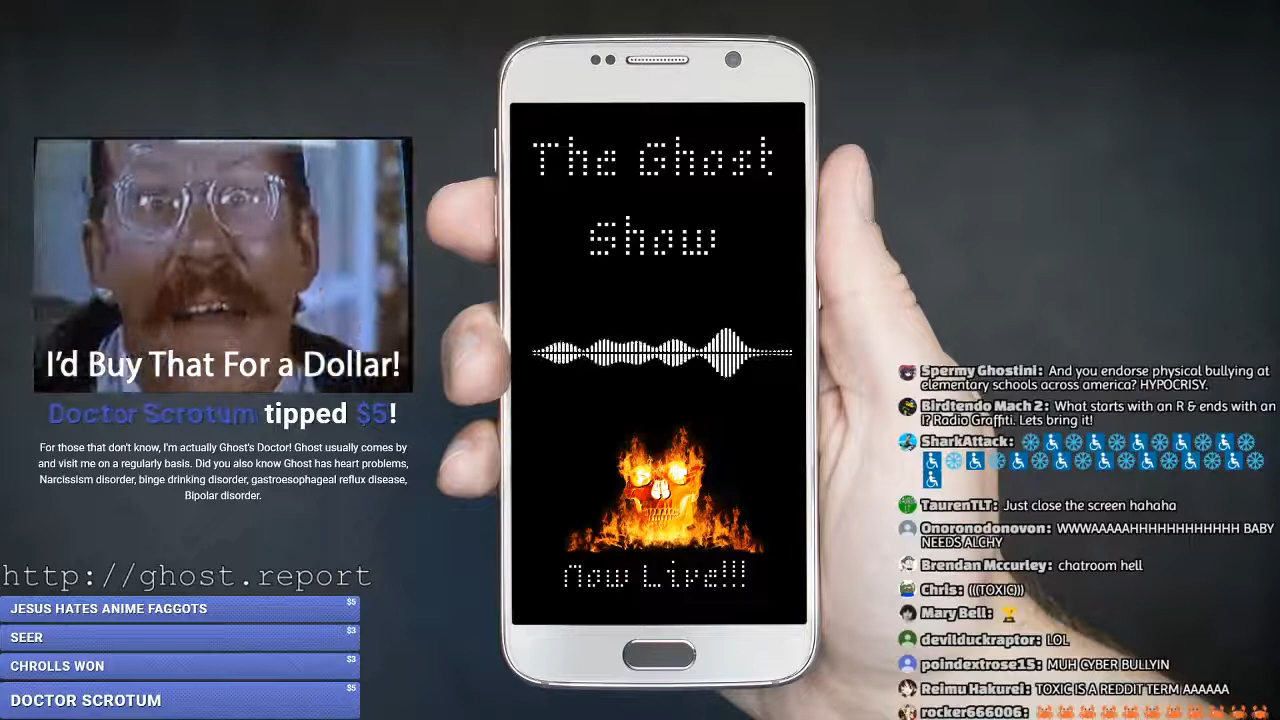 The Ghost
Show
Now Live!!!
I'd Buy That For a Dollar!
Doctor Scrotum tipped $5!
For those that don't know, I'm actually Ghost's Doctor! Ghost usually comes by
and visit me on a regularly basis. Did you also know Ghost has heart problems,
Narcissism disorder, binge drinking disorder, gastroesophageal reflux disease,
Bipolar disorder.
http://ghost.report
JESUS HATES ANIME FAGGOTS $5
SEER $3
CHROLLS WON $3
DOCTOR SCROTUM $5
Spermy Ghostini: And you endorse physical bullying at
elementary schools across america? HYPOCRISY.
Birdtendo Mach 2: What starts with an R & ends with an
I? Radio Graffiti. Lets bring it!
SharkAttack:
TaurenTLT: Just close the screen hahaha
Onoronodonovon: WWWAAAAAHHHHHHHHHHHH BABY
NEEDS ALCHY
Brendan Mccurley: chatroom hell
Chris: (((TOXIC)))
Mary Bell:
devilduckraptor: LOL
poindextrose15: MUH CYBER BULLYIN
Reimu Hakurei: TOXIC IS A REDDIT TERM AAAAAA
rocker666006: